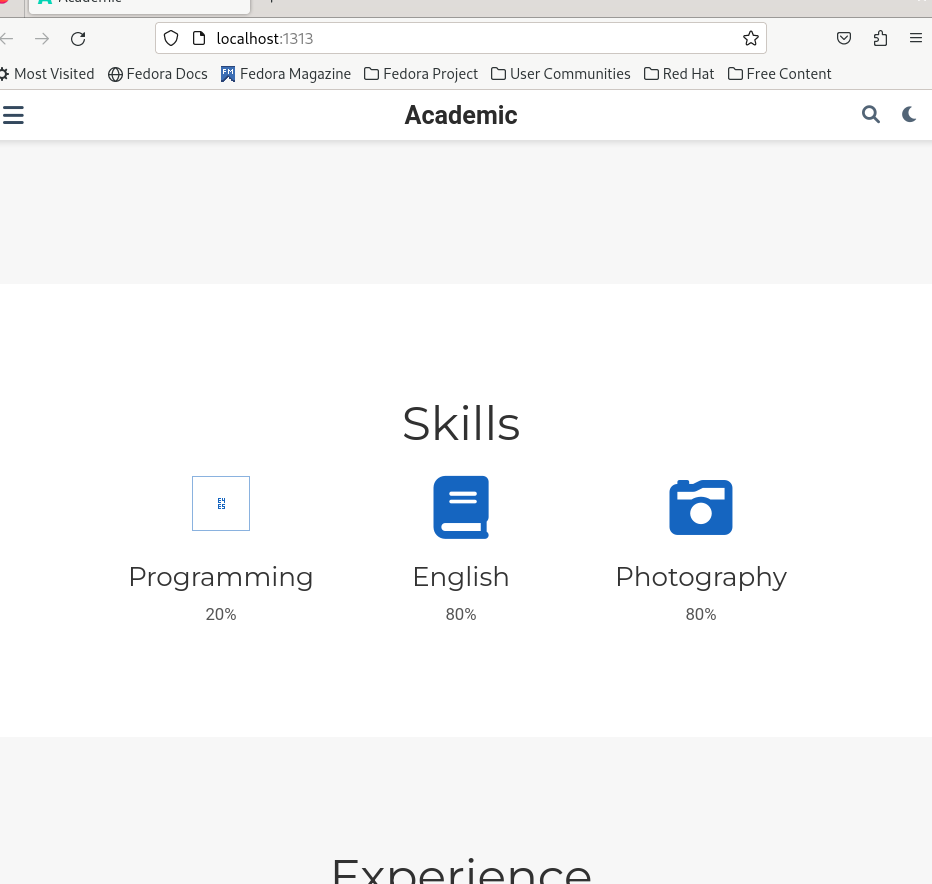 Academic
localhost:1313
Most Visited Fedora Docs FM Fedora Magazine Fedora Project User Communities Red Hat Free Content
Academic
Skills
Programming English Photography
20% 80% 80%
Experience